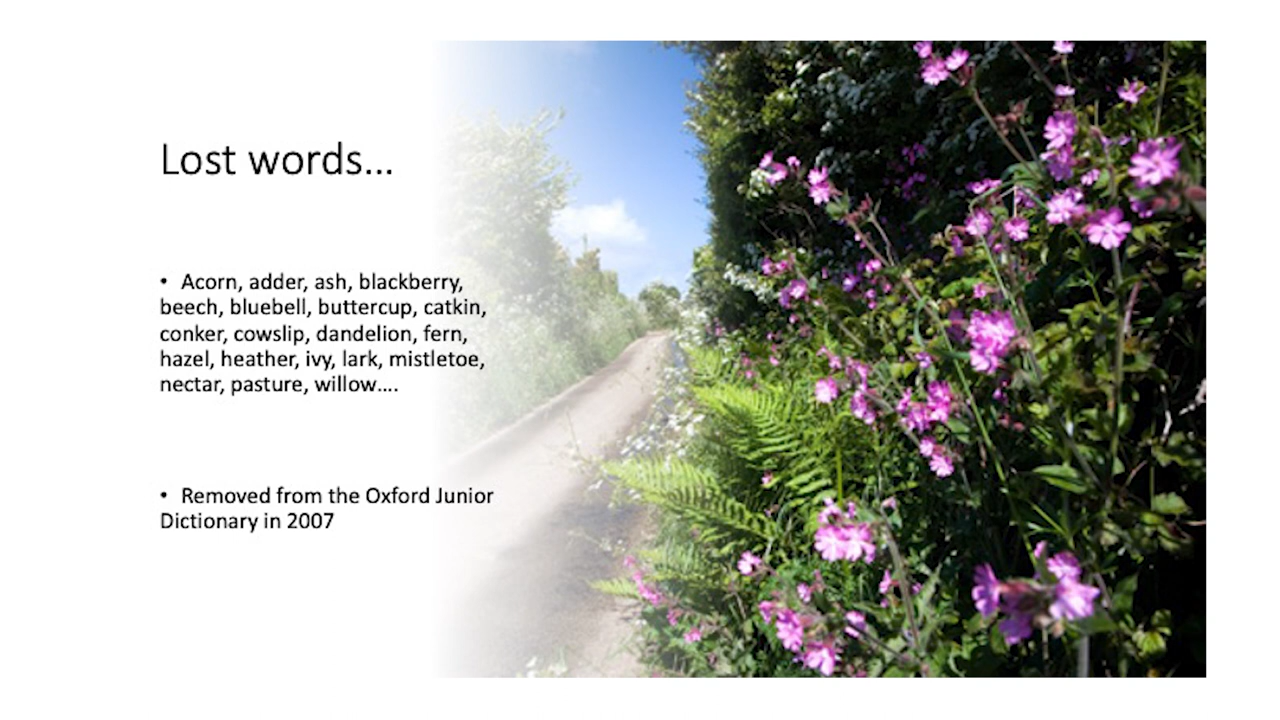 Lost words...
• Acorn, adder, ash, blackberry,
beech, bluebell, buttercup, catkin,
conker, cowslip, dandelion, fern,
hazel, heather, ivy, lark, mistletoe,
nectar, pasture, willow....
• Removed from the Oxford Junior
Dictionary in 2007